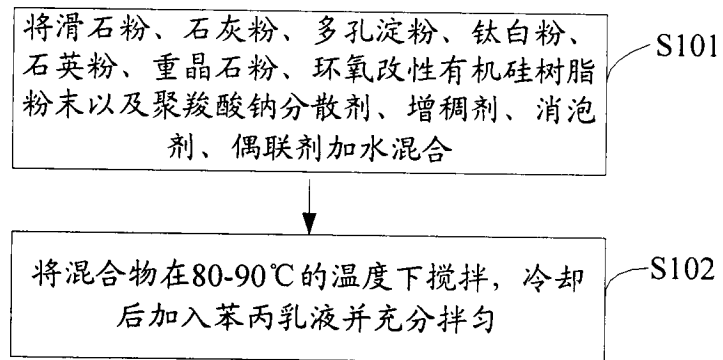 将滑石粉、石灰粉、多孔淀粉、钛白粉、
石英粉、重晶石粉、环氧改性有机硅树脂
粉末以及聚羧酸钠分散剂、增稠剂、消泡
剂、偶联剂加水混合
S101
将混合物在80-90℃的温度下搅拌，冷却
后加入苯丙乳液并充分拌匀
S102